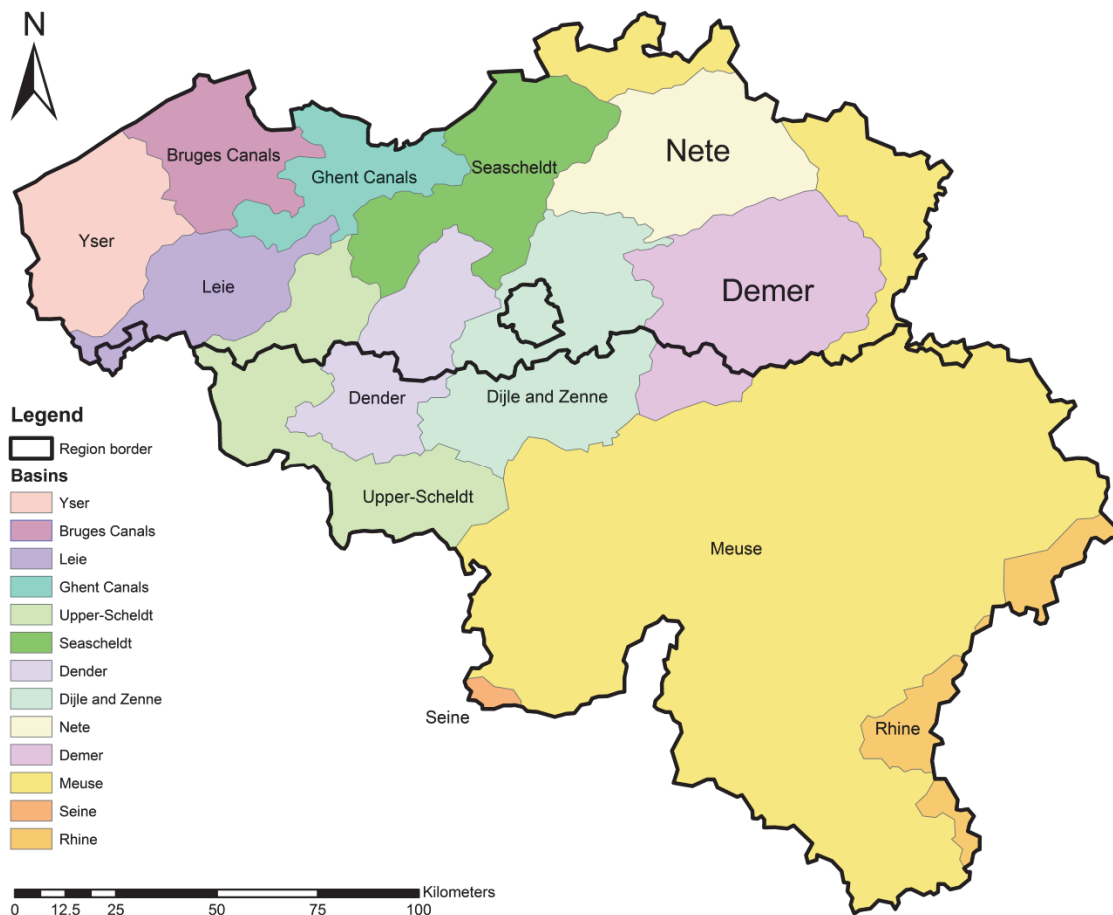 N
Bruges Canals
Ghent Canals
Seascheldt
Nete
Yser
Leie
Demer
Dender
Dijle and Zenne
Upper-Scheldt
Meuse
Seine
Rhine
Legend
Region border
Basins
Yser
Bruges Canals
Leie
Ghent Canals
Upper-Scheldt
Seascheldt
Dender
Dijle and Zenne
Nete
Demer
Meuse
Seine
Rhine
Kilometers
0 12.5 25 50 75 100